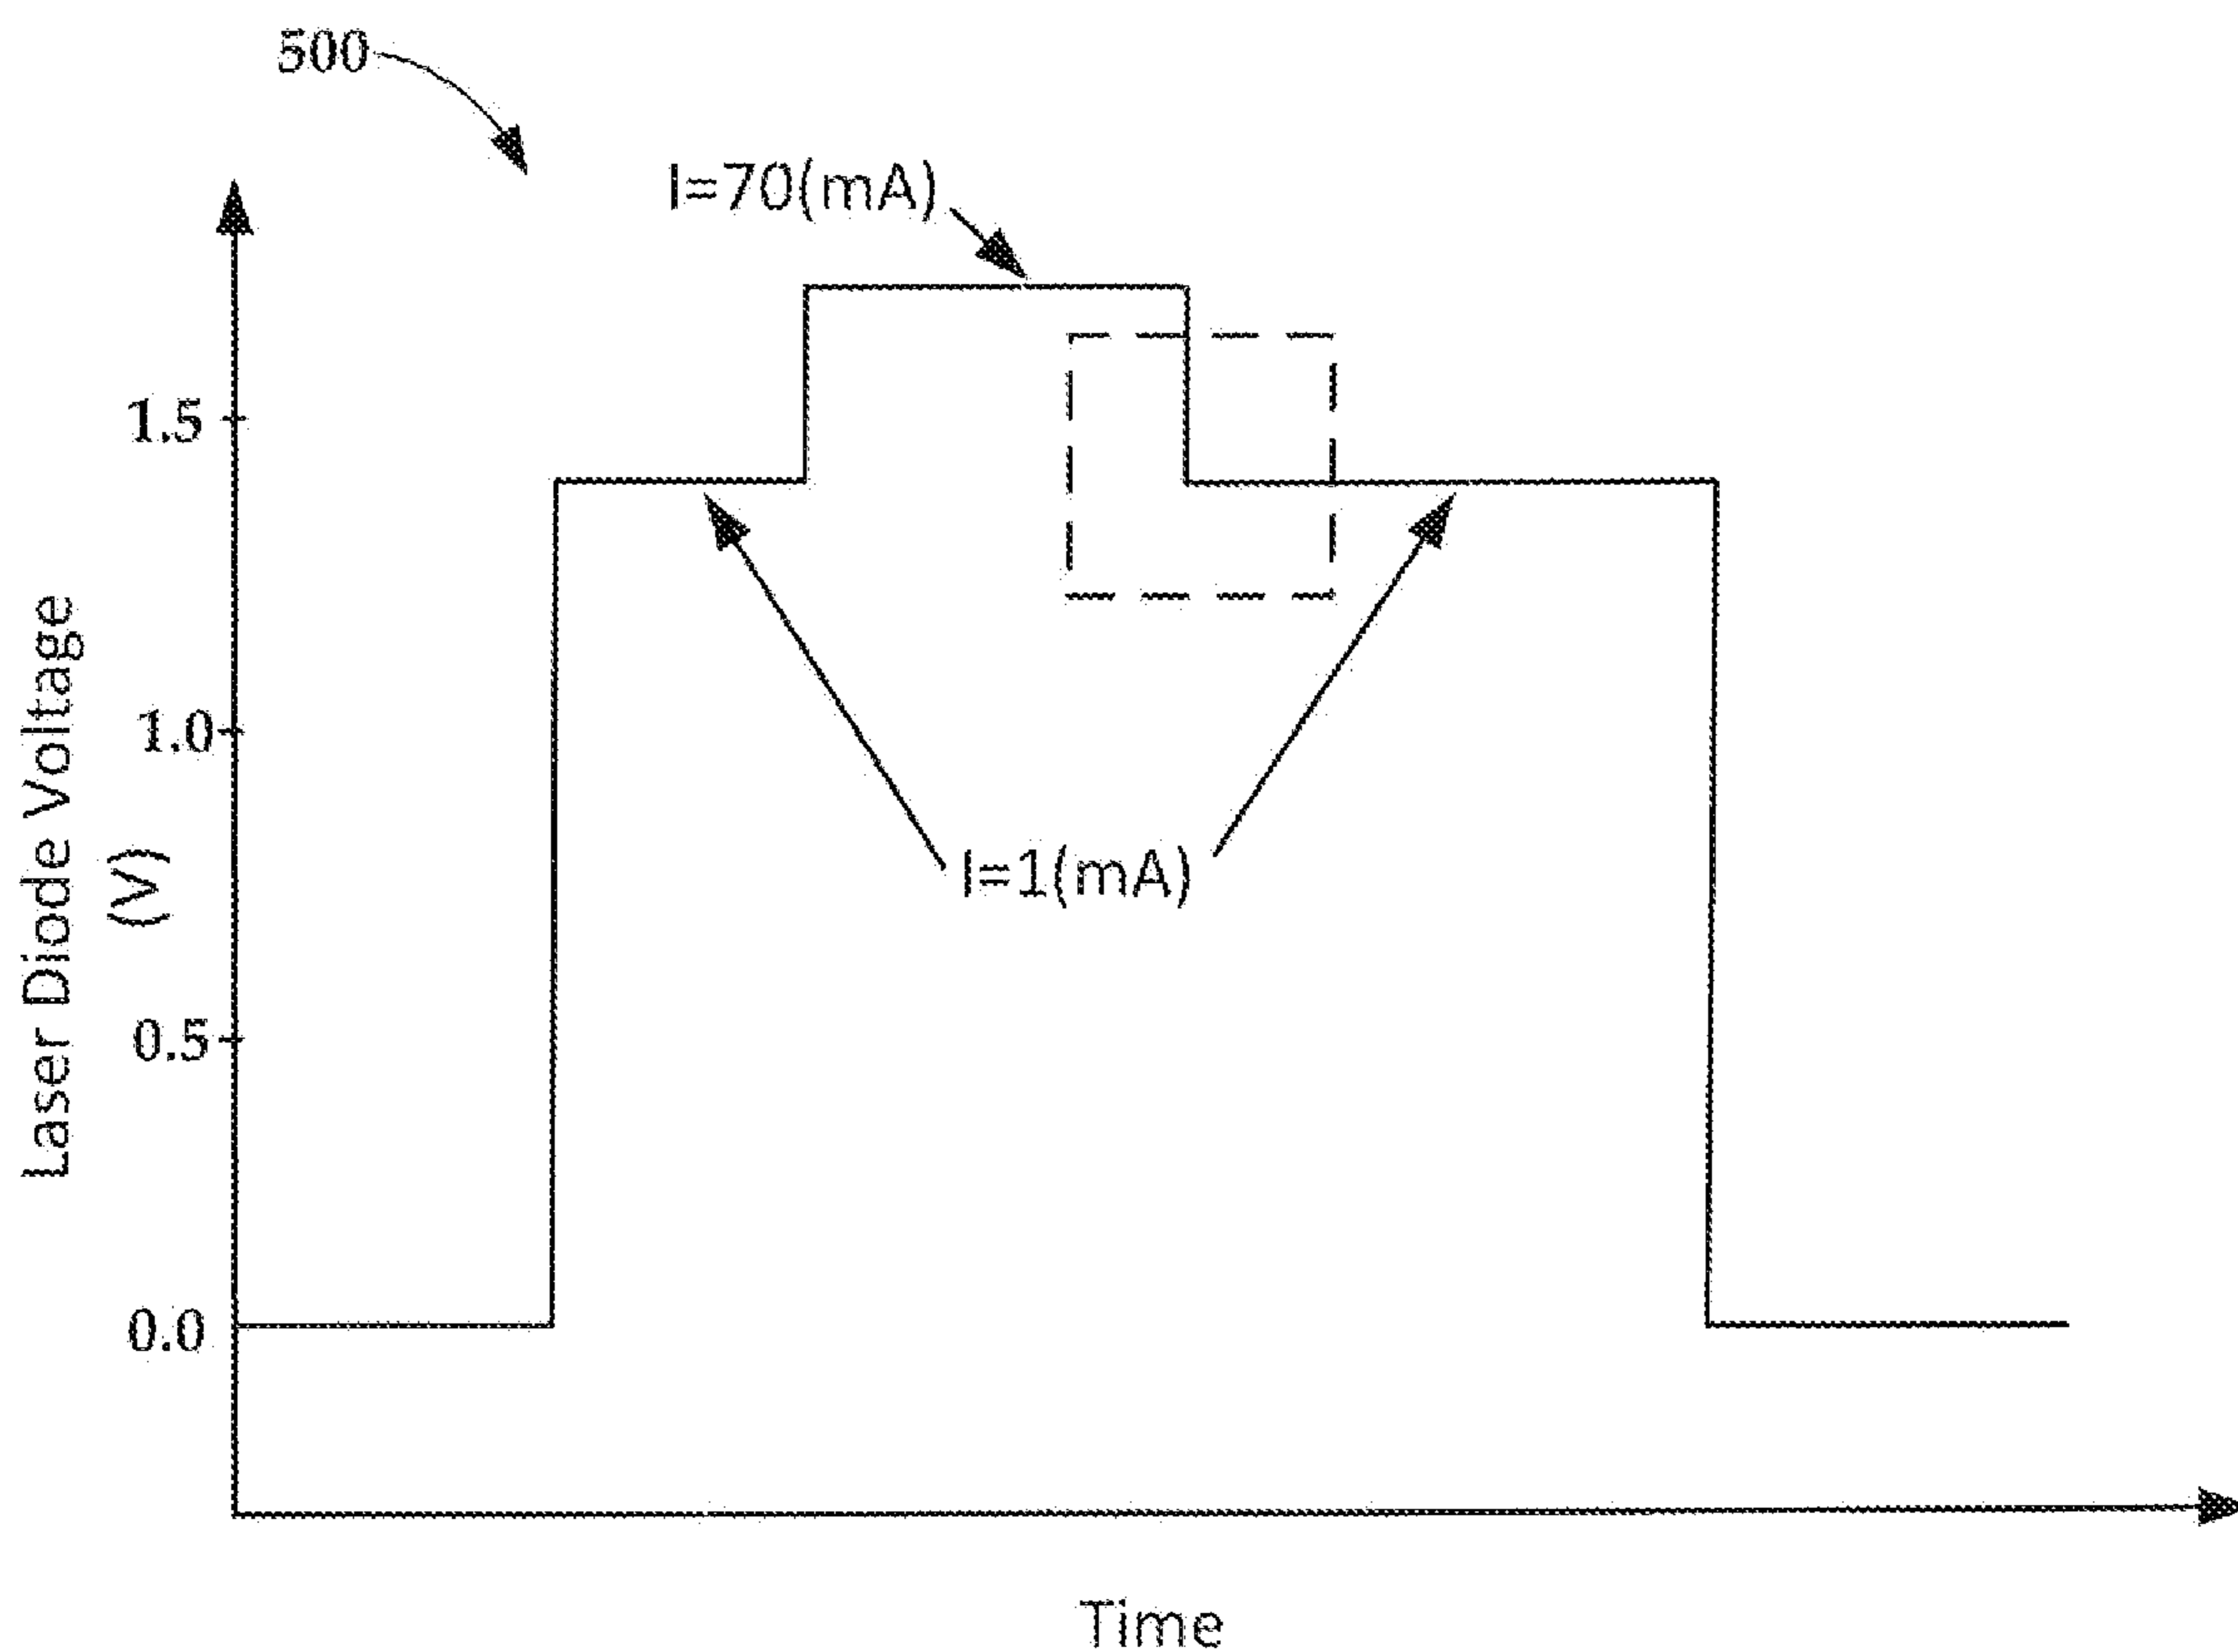 500
I=70(mA)
1.5
1.0
0.5
0.0
Laser Diode Voltage
(V)
I=1(mA)
Time